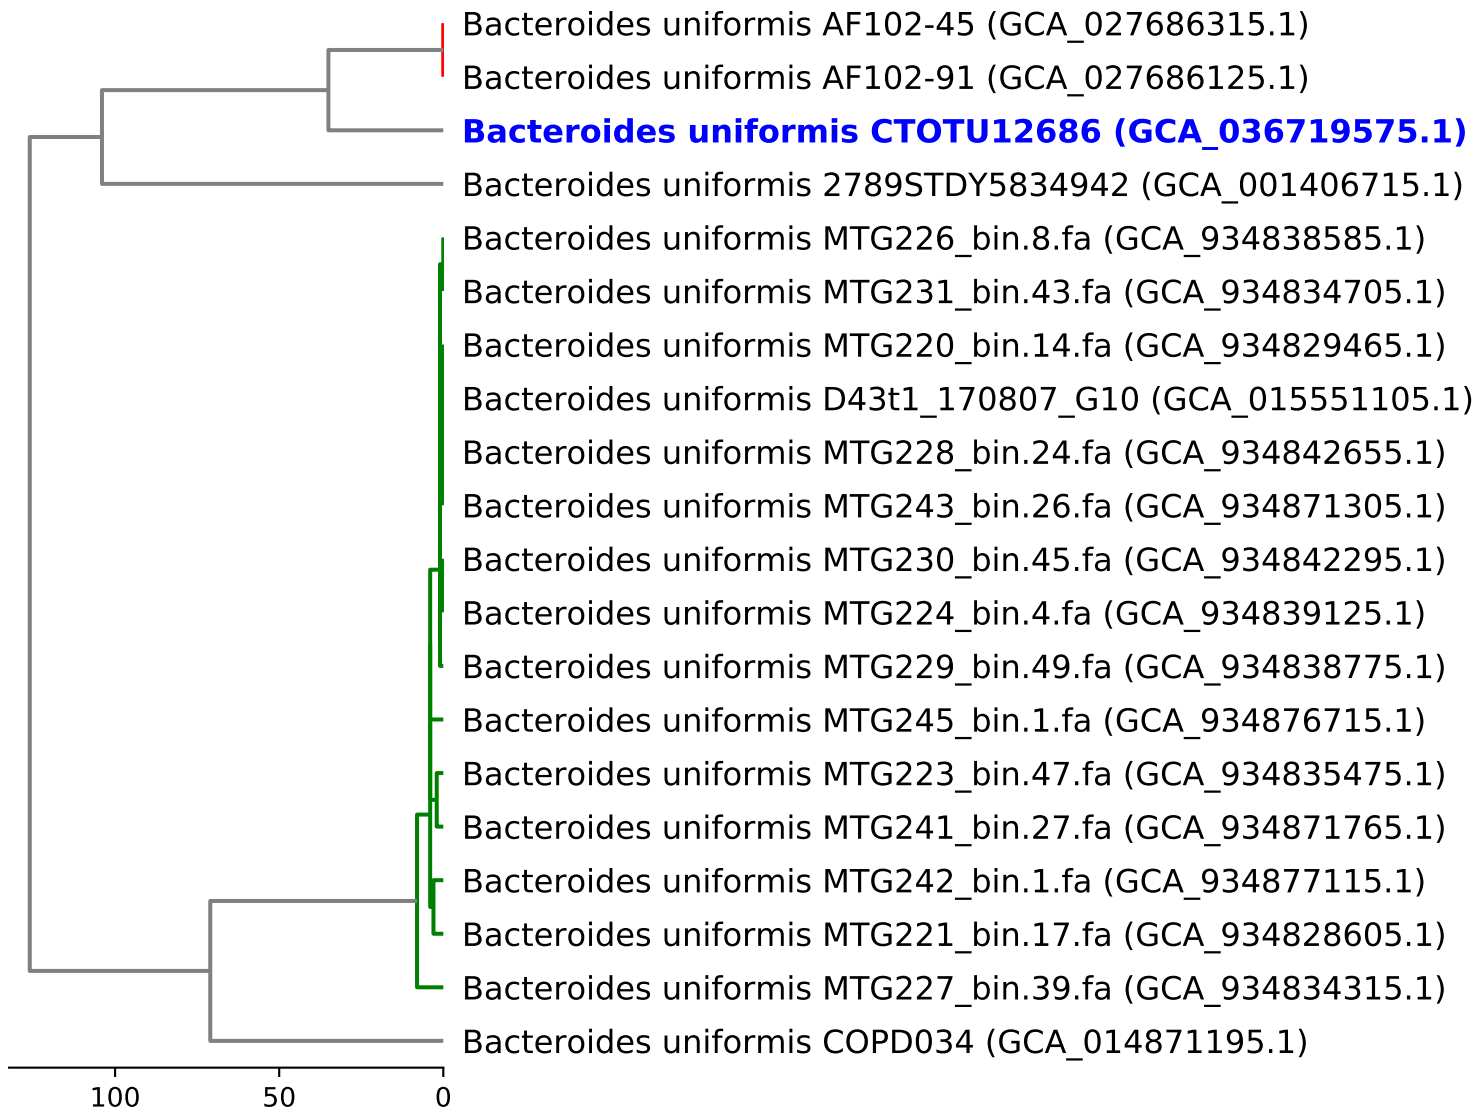 Bacteroides uniformis AF102-45 (GCA_027686315.1)
Bacteroides uniformis AF102-91 (GCA_027686125.1)
Bacteroides uniformis CTOTU12686 (GCA_036719575.1)
Bacteroides uniformis 2789STDY5834942 (GCA_001406715.1)
Bacteroides uniformis MTG226_bin.8.fa (GCA_934838585.1)
Bacteroides uniformis MTG231_bin.43.fa (GCA_934834705.1)
Bacteroides uniformis MTG220_bin.14.fa (GCA_934829465.1)
Bacteroides uniformis D43t1_170807_G10 (GCA_015551105.1)
Bacteroides uniformis MTG228_bin.24.fa (GCA_934842655.1)
Bacteroides uniformis MTG243_bin.26.fa (GCA_934871305.1)
Bacteroides uniformis MTG230_bin.45.fa (GCA_934842295.1)
Bacteroides uniformis MTG224_bin.4.fa (GCA_934839125.1)
Bacteroides uniformis MTG229_bin.49.fa (GCA_934838775.1)
Bacteroides uniformis MTG245_bin.1.fa (GCA_934876715.1)
Bacteroides uniformis MTG223_bin.47.fa (GCA_934835475.1)
Bacteroides uniformis MTG241_bin.27.fa (GCA_934871765.1)
Bacteroides uniformis MTG242_bin.1.fa (GCA_934877115.1)
Bacteroides uniformis MTG221_bin.17.fa (GCA_934828605.1)
Bacteroides uniformis MTG227_bin.39.fa (GCA_934834315.1)
Bacteroides uniformis COPD034 (GCA_014871195.1)
100 50 0